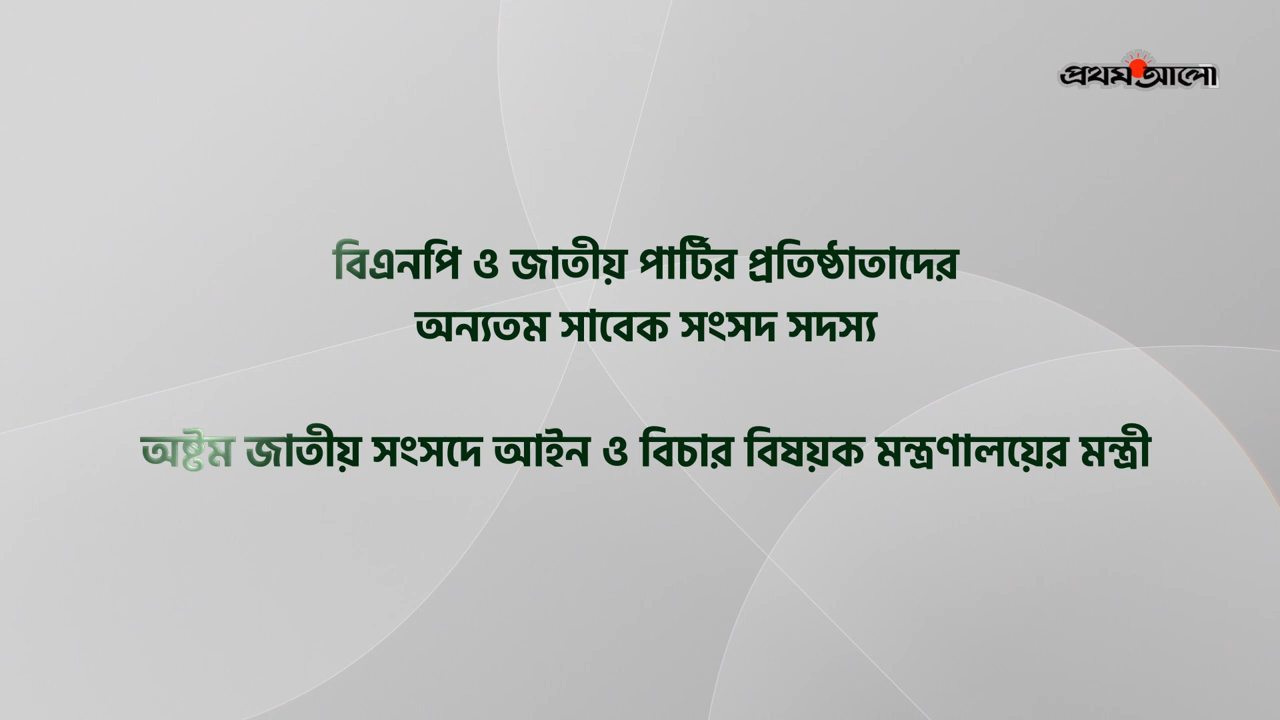 প্রথম আলো
বিএনপি ও জাতীয় পার্টির প্রতিষ্ঠাতাদের
অন্যতম সাবেক সংসদ সদস্য
অষ্টম জাতীয় সংসদে আইন ও বিচার বিষয়ক মন্ত্রণালয়ের মন্ত্রী